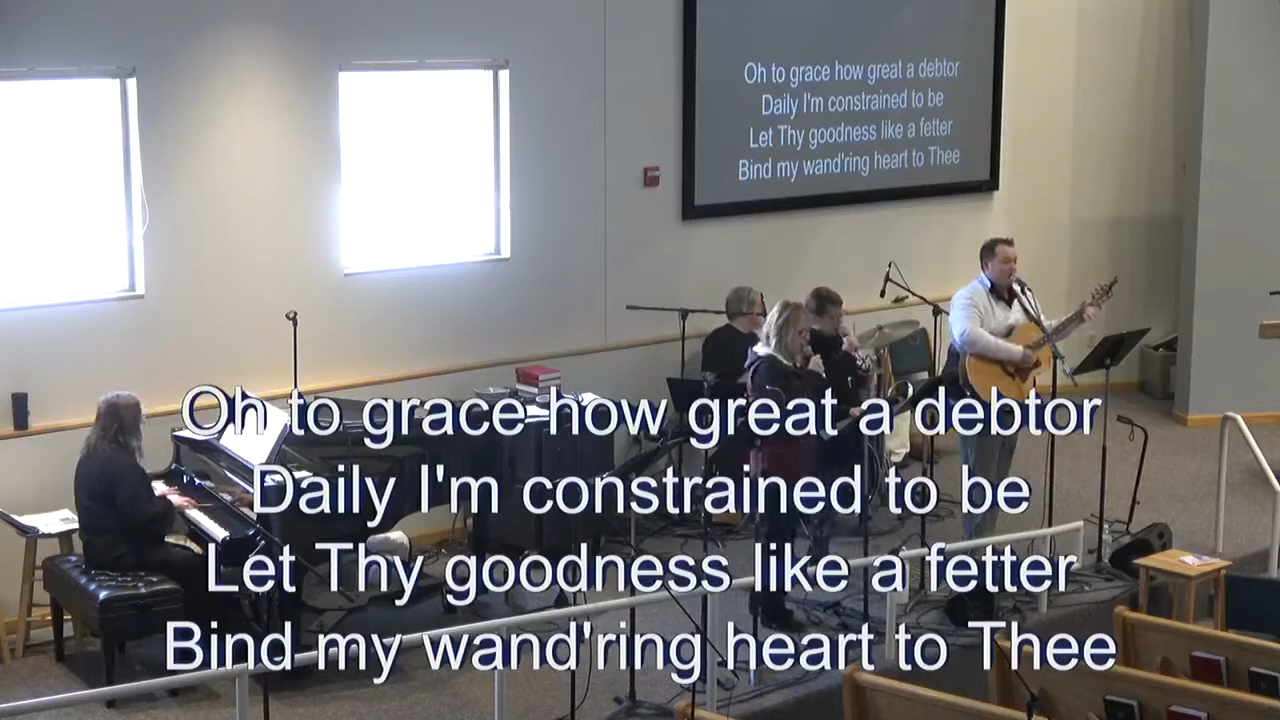 Oh to grace how great a debtor
Daily I'm constrained to be
Let Thy goodness like a fetter
Bind my wand'ring heart to Thee
Oh to grace how great a debtor
Daily I'm constrained to be
Let Thy goodness like a fetter
Bind my wand'ring heart to Thee